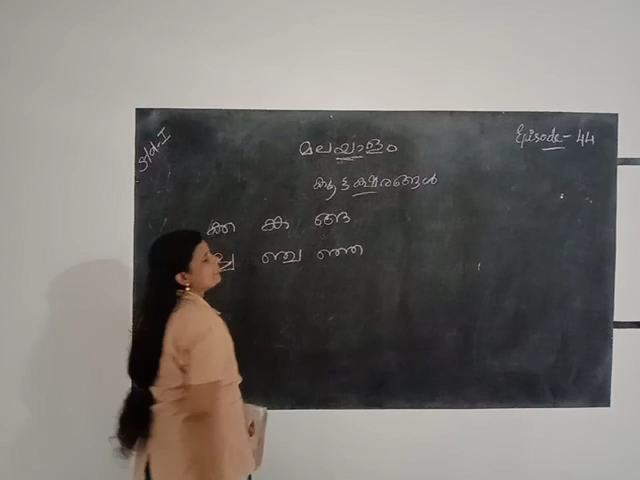 Std-I
മലയാളം
Episode-44
കൂട്ടക്ഷരങ്ങൾ
ക്ക ങ്ക ങ്ങ
ച്ച ഞ്ച ഞ്ഞ